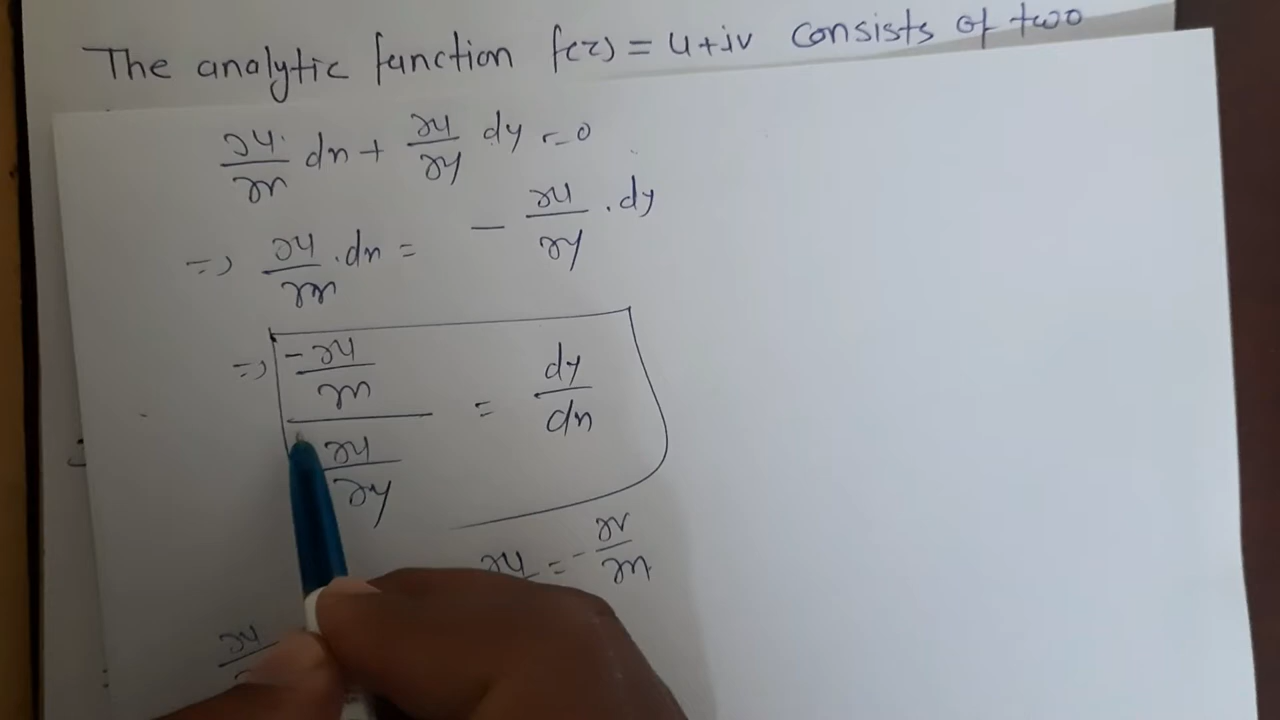 The analytic function f(z) = u+iv consists of two
∂u/∂x dx + ∂u/∂y dy = 0
=> ∂u/∂x . dx = - ∂u/∂y . dy
=> (-∂u/∂x)/(∂u/∂y) = dy/dx
∂u = - ∂v/∂x
∂u